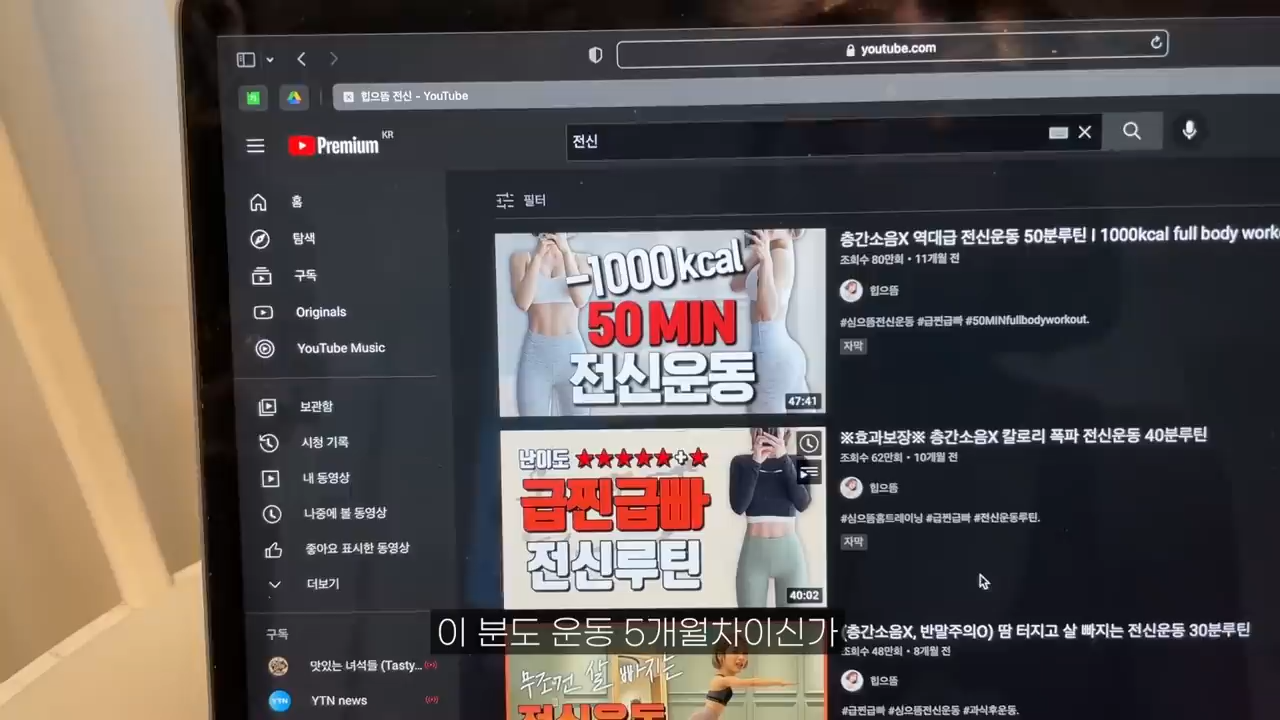 youtube.com
힙으뜸 전신 - YouTube
Premium KR
전신
홈
탐색
구독
Originals
YouTube Music
보관함
시청 기록
내 동영상
나중에 볼 동영상
좋아요 표시한 동영상
더보기
구독
맛있는 녀석들 (Tasty...
YTN
YTN news
필터
-1000kcal
50 MIN
전신운동
47:41
층간소음X 역대급 전신운동 50분루틴 I 1000kcal full body
조회수 80만회 • 11개월 전
힙으뜸
#심으뜸전신운동 #급찐급빠 #50MINfullbodyworkout.
자막
난이도 ★★★★★+★
급찐급빠
전신루틴
40:02
※효과보장※ 층간소음X 칼로리 폭파 전신운동 40분루틴
조회수 62만회 • 10개월 전
힙으뜸
#심으뜸홈트레이닝 #급찐급빠 #전신운동루틴.
자막
무조건 살 빠지는
전신운동
(층간소음X, 반말주의O) 땀 터지고 살 빠지는 전신운동 30분루틴
조회수 48만회 • 8개월 전
힙으뜸
#급찐급빠 #심으뜸전신운동 #과식후운동.
이 분도 운동 5개월차이신가